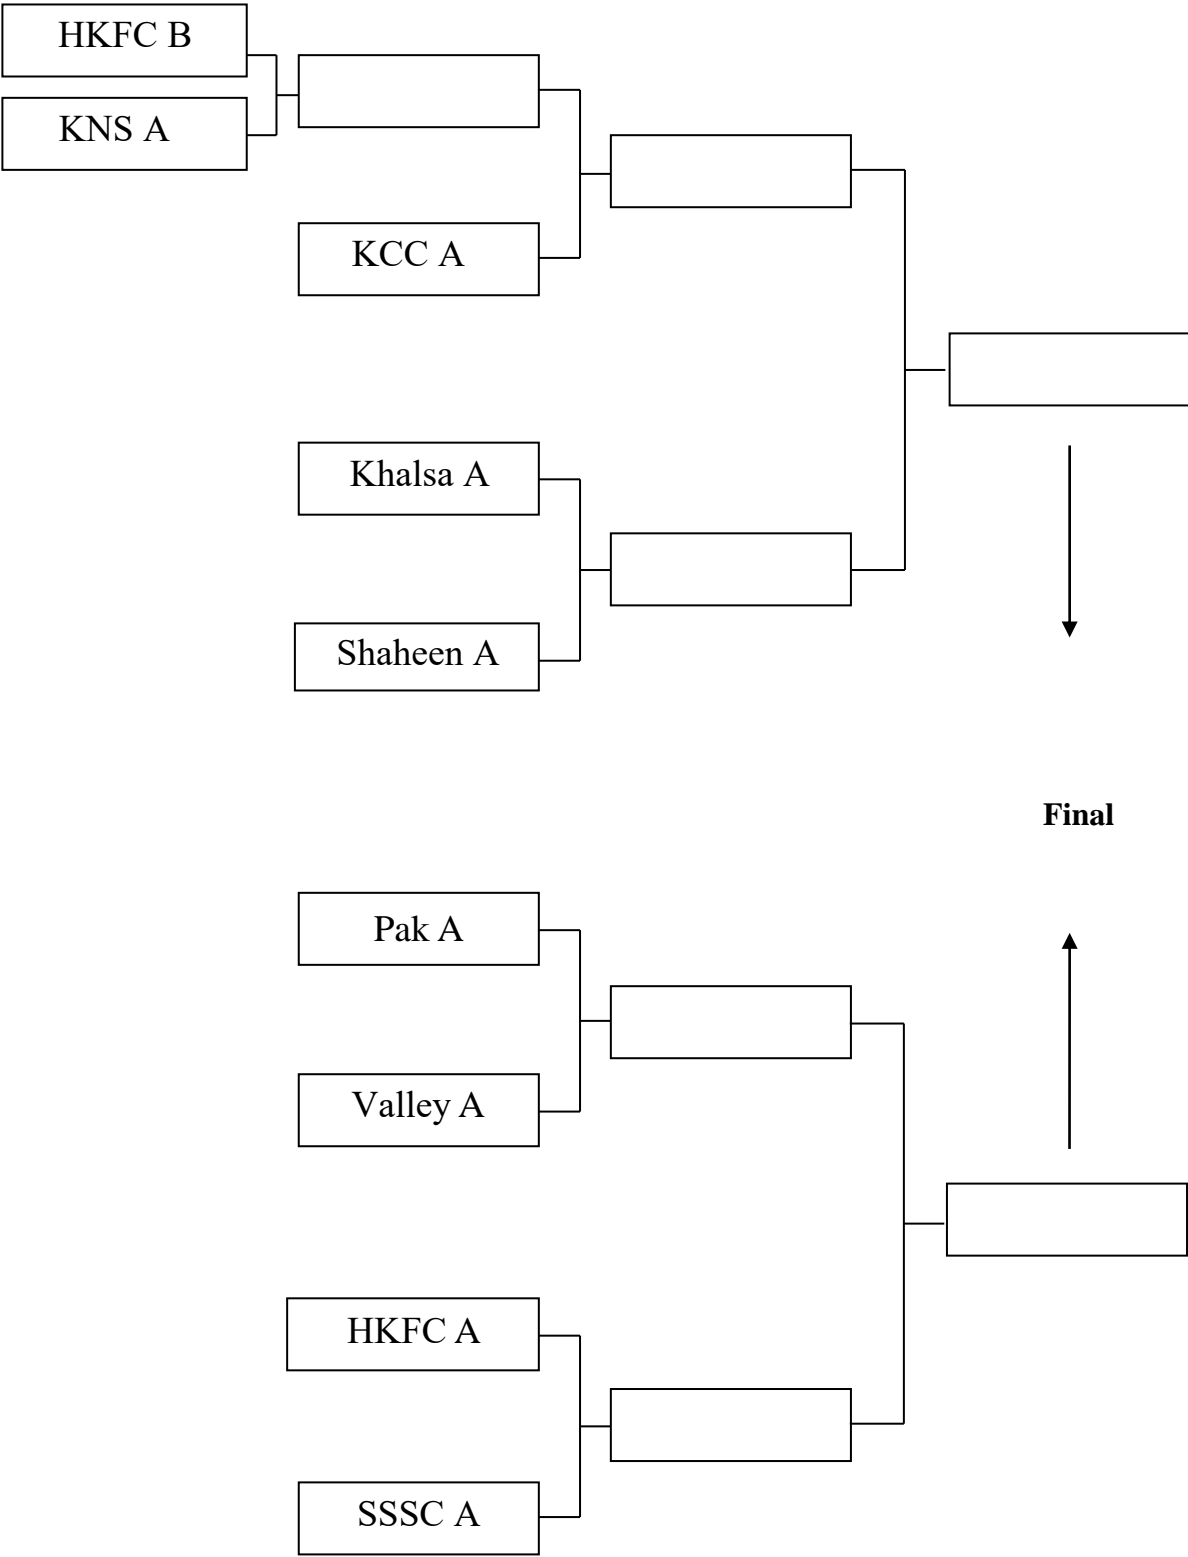 HKFC B
KNS A
KCC A
Khalsa A
Shaheen A
Final
Pak A
Valley A
HKFC A
SSSC A